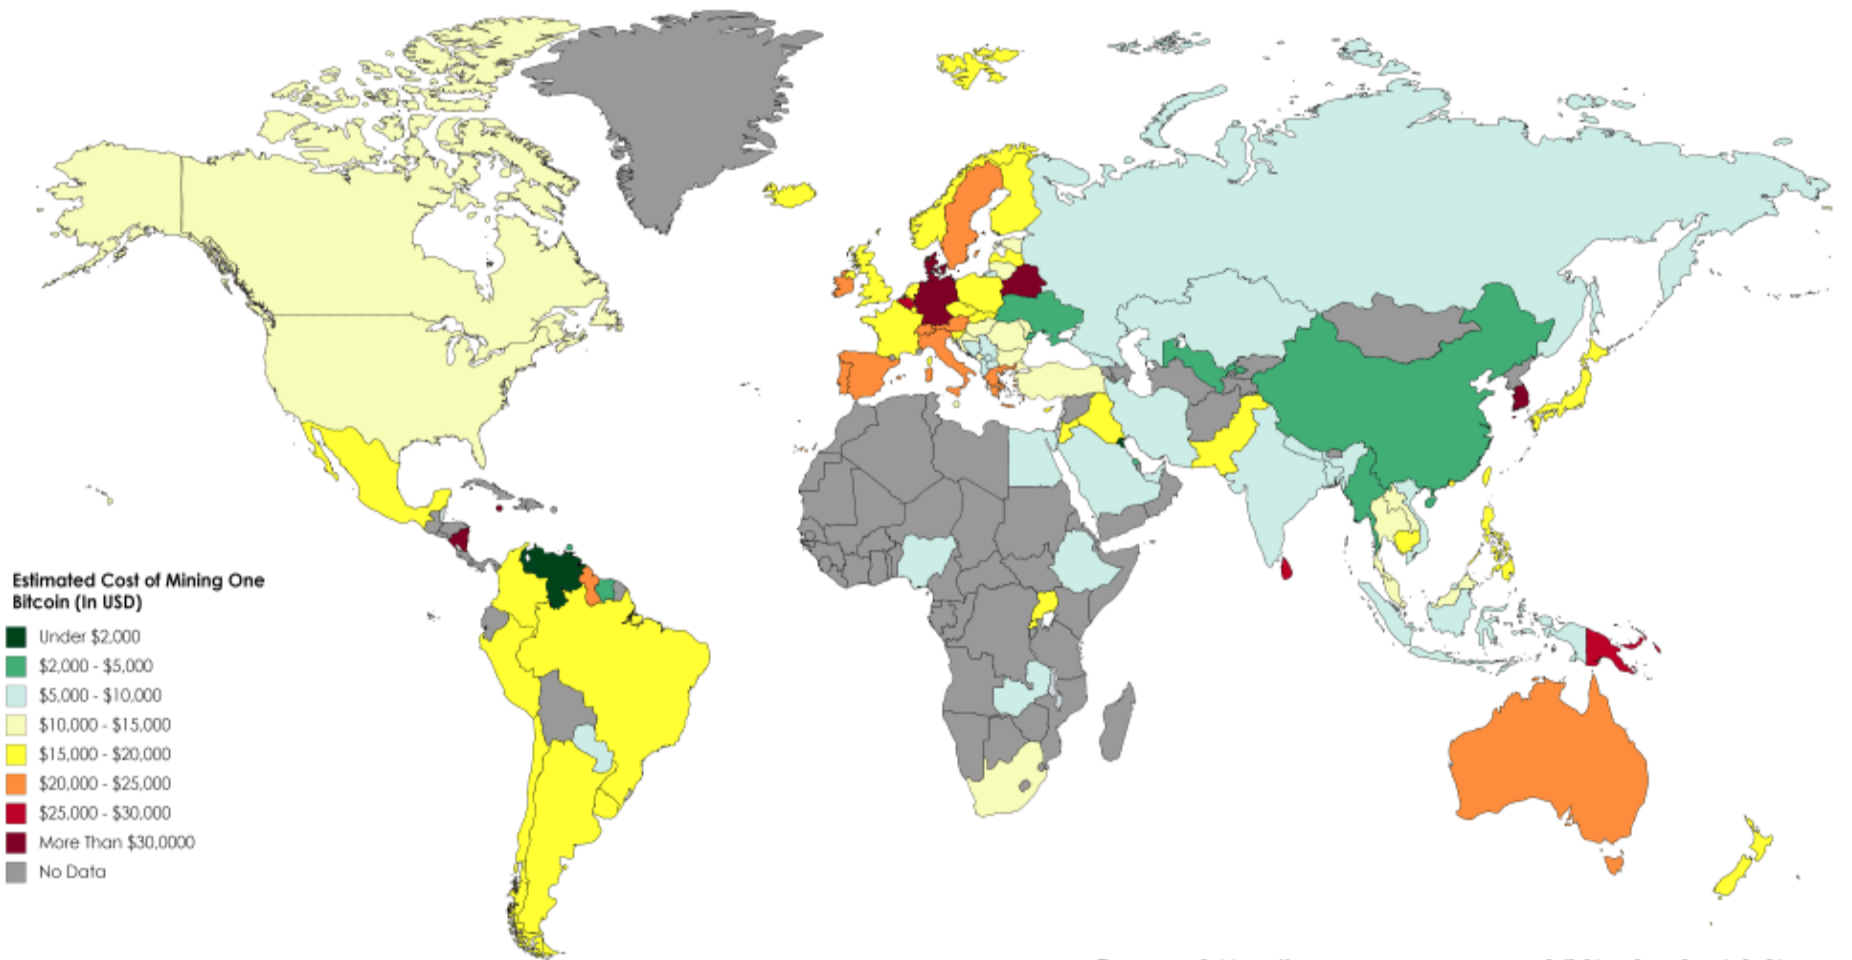 Estimated Cost of Mining One
Bitcoin (In USD)
Under $2,000
$2,000 - $5,000
$5,000 - $10,000
$10,000 - $15,000
$15,000 - $20,000
$20,000 - $25,000
$25,000 - $30,000
More Than $30,0000
No Data